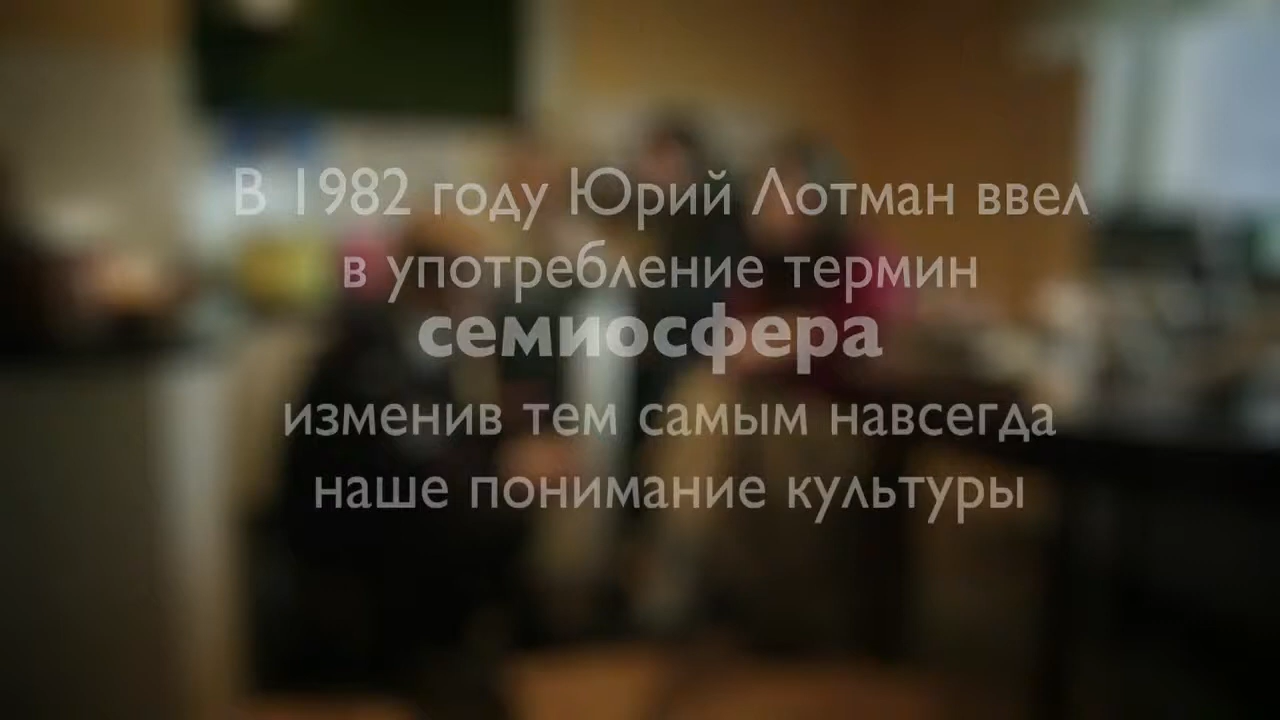 В 1982 году Юрий Лотман ввел
в употребление термин
семиосфера
изменив тем самым навсегда
наше понимание культуры